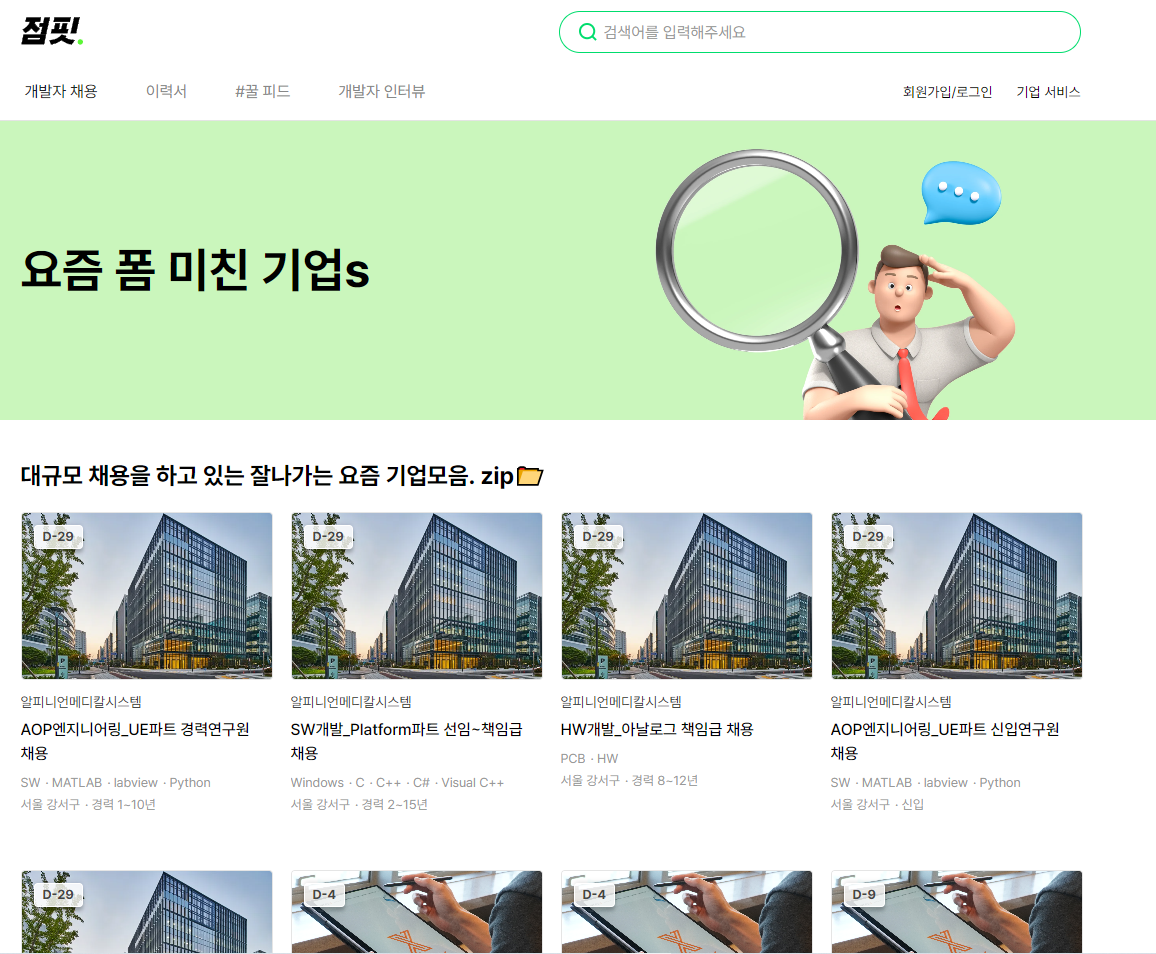 점핏.
검색어를 입력해주세요
개발자 채용 이력서 #꿀 피드 개발자 인터뷰 회원가입/로그인 기업 서비스
요즘 폼 미친 기업s
대규모 채용을 하고 있는 잘나가는 요즘 기업모음. zip
D-29 D-29 D-29 D-29
P P P P
알피니언메디칼시스템 알피니언메디칼시스템 알피니언메디칼시스템 알피니언메디칼시스템
AOP엔지니어링_UE파트 경력연구원 채용
SW · MATLAB · labview · Python
서울 강서구 · 경력 1~10년
SW개발_Platform파트 선임~책임급 채용
Windows · C · C++ · C# · Visual C++
서울 강서구 · 경력 2~15년
HW개발_아날로그 책임급 채용
PCB · HW
서울 강서구 · 경력 8~12년
AOP엔지니어링_UE파트 신입연구원 채용
SW · MATLAB · labview · Python
서울 강서구 · 신입
D-29 D-4 D-4 D-9